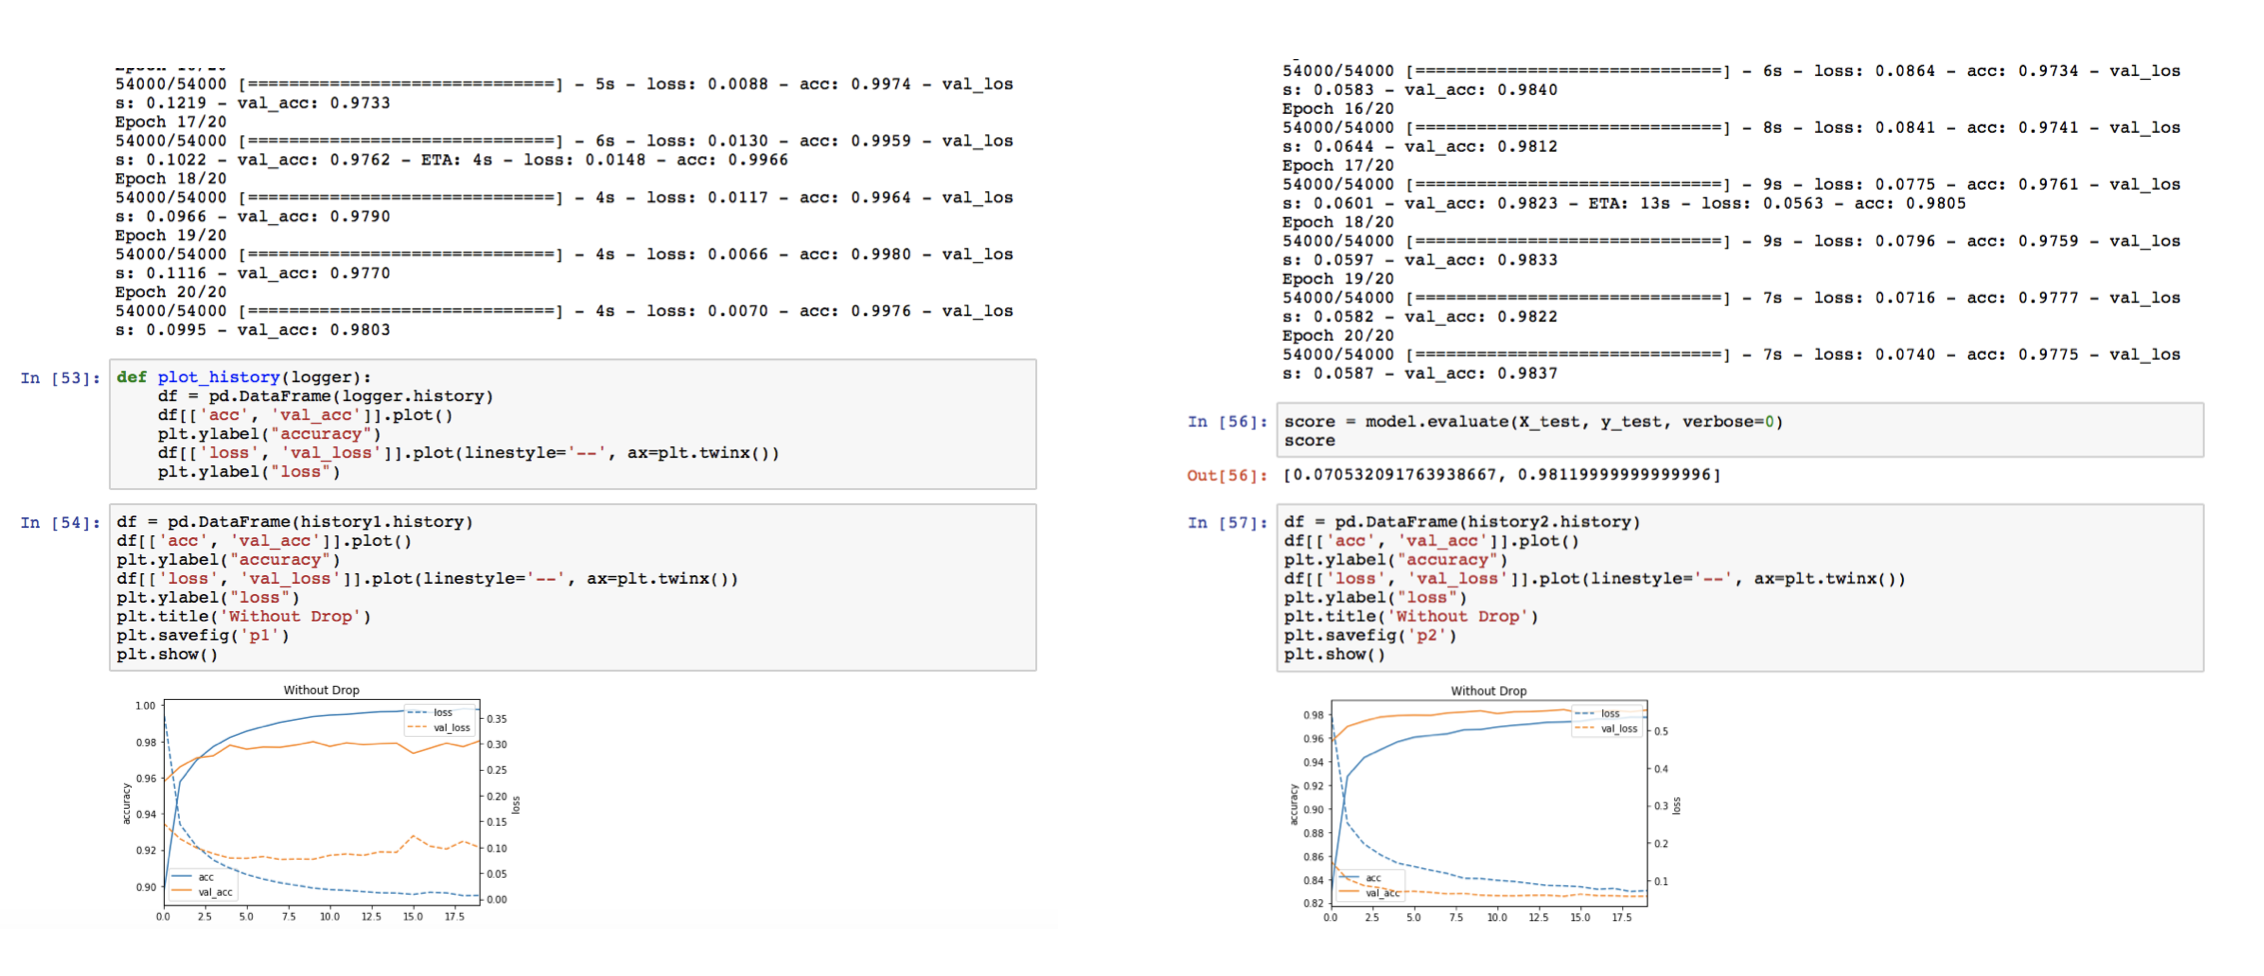 54000/54000 [==============================] - 5s - loss: 0.0088 - acc: 0.9974 - val_los
s: 0.1219 - val_acc: 0.9733
Epoch 17/20
54000/54000 [==============================] - 6s - loss: 0.0130 - acc: 0.9959 - val_los
s: 0.1022 - val_acc: 0.9762 - ETA: 4s - loss: 0.0148 - acc: 0.9966
Epoch 18/20
54000/54000 [==============================] - 4s - loss: 0.0117 - acc: 0.9964 - val_los
s: 0.0966 - val_acc: 0.9790
Epoch 19/20
54000/54000 [==============================] - 4s - loss: 0.0066 - acc: 0.9980 - val_los
s: 0.1116 - val_acc: 0.9770
Epoch 20/20
54000/54000 [==============================] - 4s - loss: 0.0070 - acc: 0.9976 - val_los
s: 0.0995 - val_acc: 0.9803
In [53]: def plot_history(logger):
df = pd.DataFrame(logger.history)
df[['acc', 'val_acc']].plot()
plt.ylabel("accuracy")
df[['loss', 'val_loss']].plot(linestyle='--', ax=plt.twinx())
plt.ylabel("loss")
In [54]: df = pd.DataFrame(history1.history)
df[['acc', 'val_acc']].plot()
plt.ylabel("accuracy")
df[['loss', 'val_loss']].plot(linestyle='--', ax=plt.twinx())
plt.ylabel("loss")
plt.title('Without Drop')
plt.savefig('p1')
plt.show()
Without Drop
1.00
0.98
0.96
0.94
0.92
0.90
accuracy
loss
val_loss
acc
val_acc
0.35
0.30
0.25
0.20
0.15
0.10
0.05
0.00
loss
0.0 2.5 5.0 7.5 10.0 12.5 15.0 17.5
54000/54000 [==============================] - 6s - loss: 0.0864 - acc: 0.9734 - val_los
s: 0.0583 - val_acc: 0.9840
Epoch 16/20
54000/54000 [==============================] - 8s - loss: 0.0841 - acc: 0.9741 - val_los
s: 0.0644 - val_acc: 0.9812
Epoch 17/20
54000/54000 [==============================] - 9s - loss: 0.0775 - acc: 0.9761 - val_los
s: 0.0601 - val_acc: 0.9823 - ETA: 13s - loss: 0.0563 - acc: 0.9805
Epoch 18/20
54000/54000 [==============================] - 9s - loss: 0.0796 - acc: 0.9759 - val_los
s: 0.0597 - val_acc: 0.9833
Epoch 19/20
54000/54000 [==============================] - 7s - loss: 0.0716 - acc: 0.9777 - val_los
s: 0.0582 - val_acc: 0.9822
Epoch 20/20
54000/54000 [==============================] - 7s - loss: 0.0740 - acc: 0.9775 - val_los
s: 0.0587 - val_acc: 0.9837
In [56]: score = model.evaluate(X_test, y_test, verbose=0)
score
Out[56]: [0.070532091763938667, 0.98119999999999996]
In [57]: df = pd.DataFrame(history2.history)
df[['acc', 'val_acc']].plot()
plt.ylabel("accuracy")
df[['loss', 'val_loss']].plot(linestyle='--', ax=plt.twinx())
plt.ylabel("loss")
plt.title('Without Drop')
plt.savefig('p2')
plt.show()
Without Drop
0.98
0.96
0.94
0.92
0.90
0.88
0.86
0.84
0.82
accuracy
loss
val_loss
acc
val_acc
0.5
0.4
0.3
0.2
0.1
loss
0.0 2.5 5.0 7.5 10.0 12.5 15.0 17.5